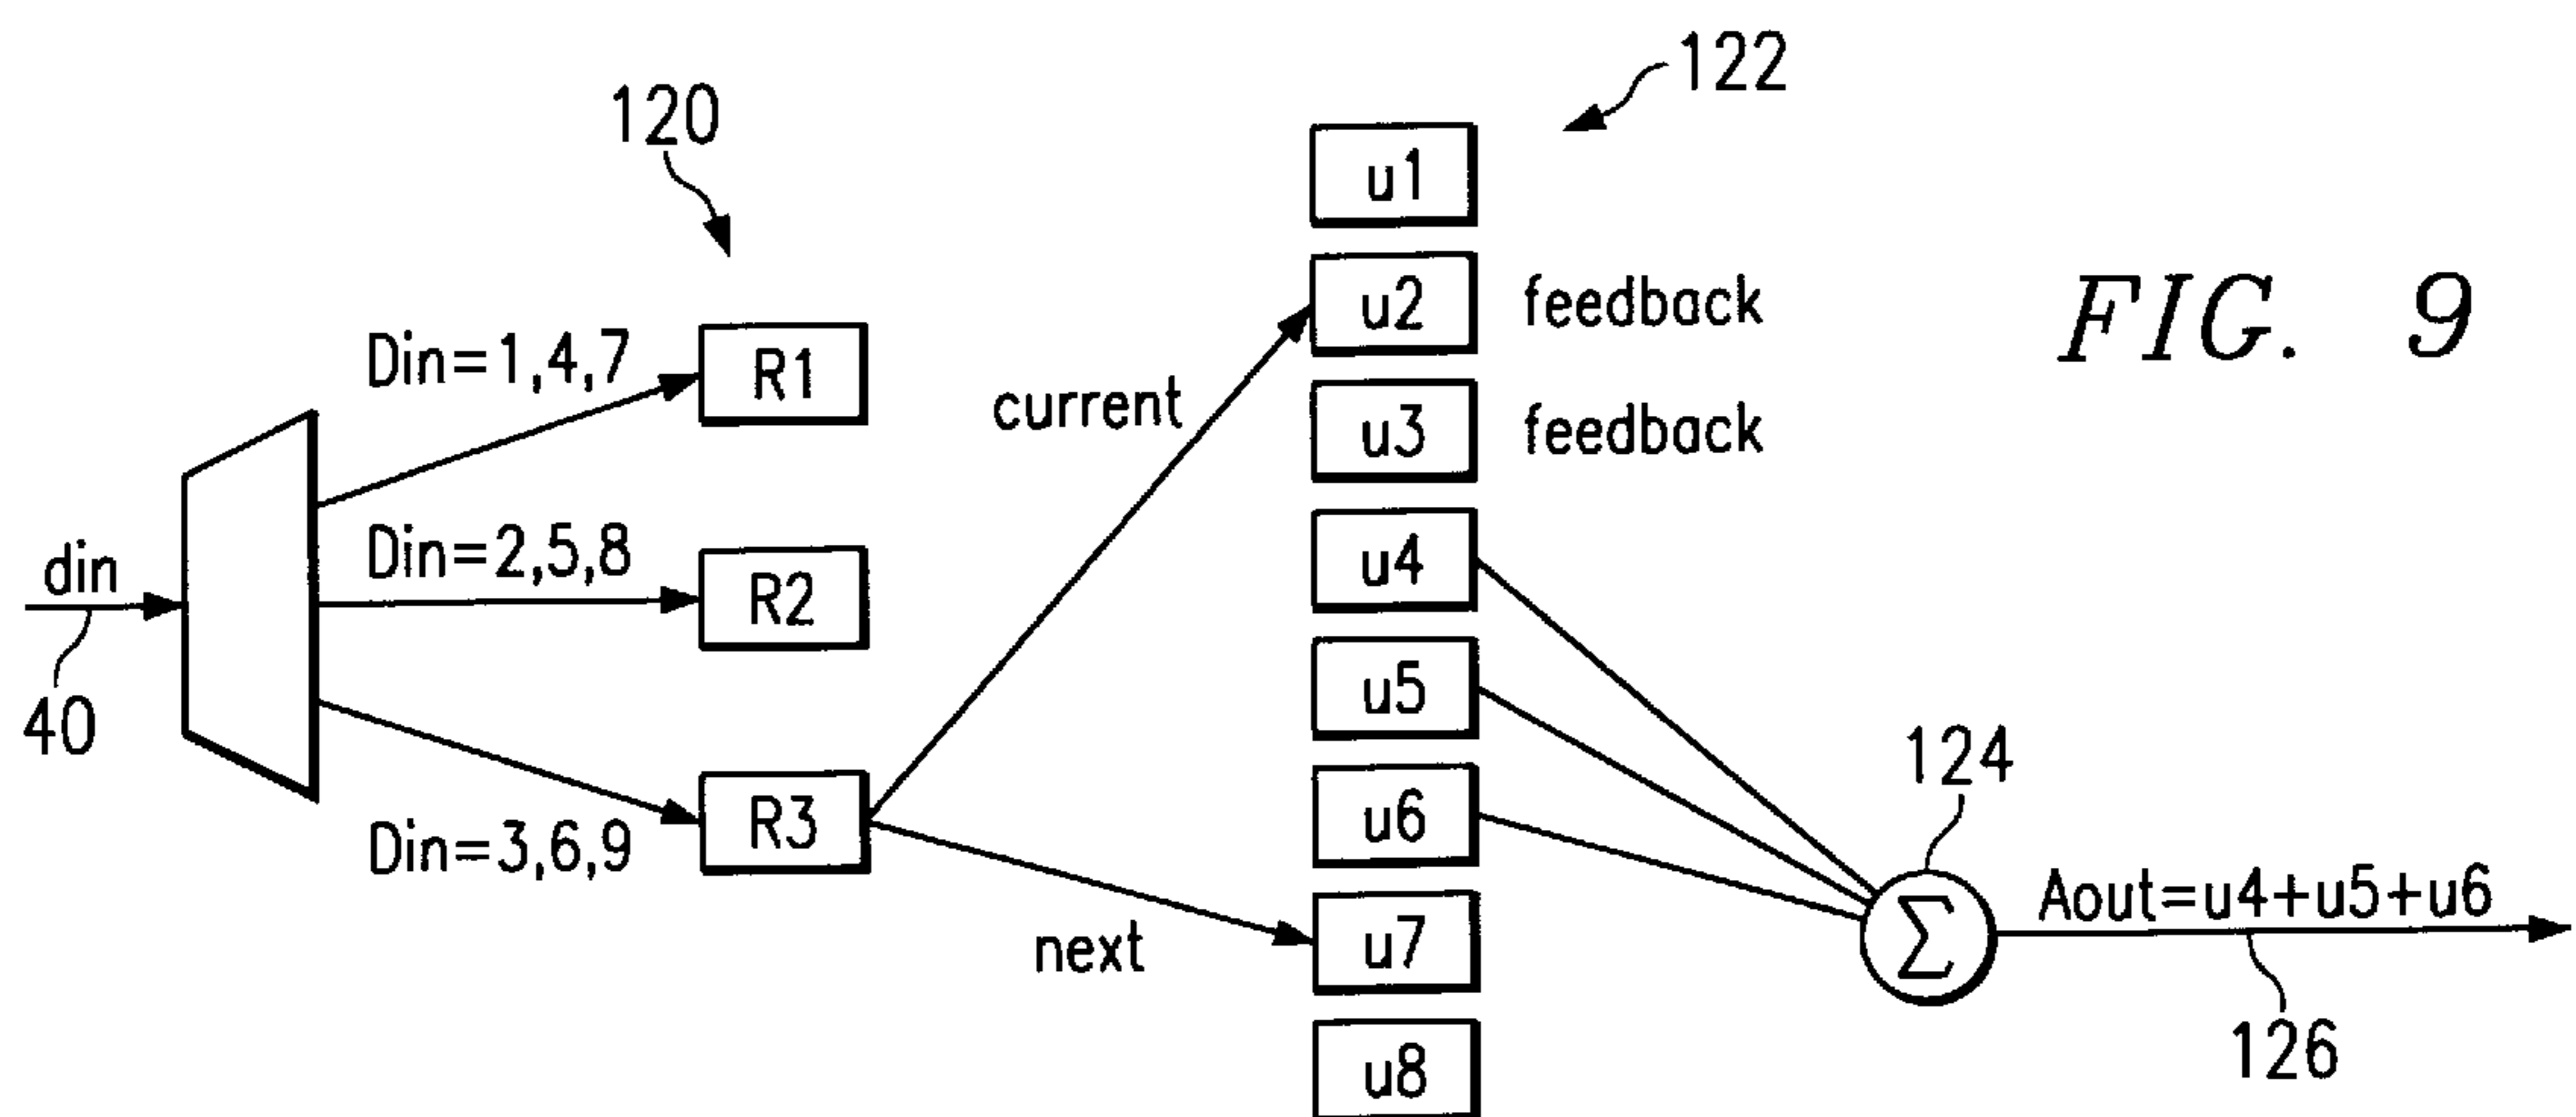 122
120
u1
u2 feedback
FIG. 9
Din=1,4,7
R1
current
u3 feedback
din
Din=2,5,8
R2
u4
40
u5
Din=3,6,9
R3
u6
124
next
u7
Σ
Aout=u4+u5+u6
126
u8